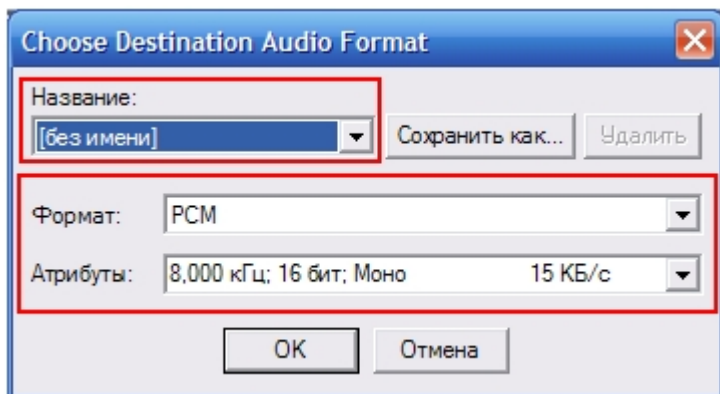 Choose Destination Audio Format
Название:
[без имени] Сохранить как... Удалить
Формат: PCM
Атрибуты: 8,000 кГц; 16 бит; Моно 15 КБ/с
OK Отмена